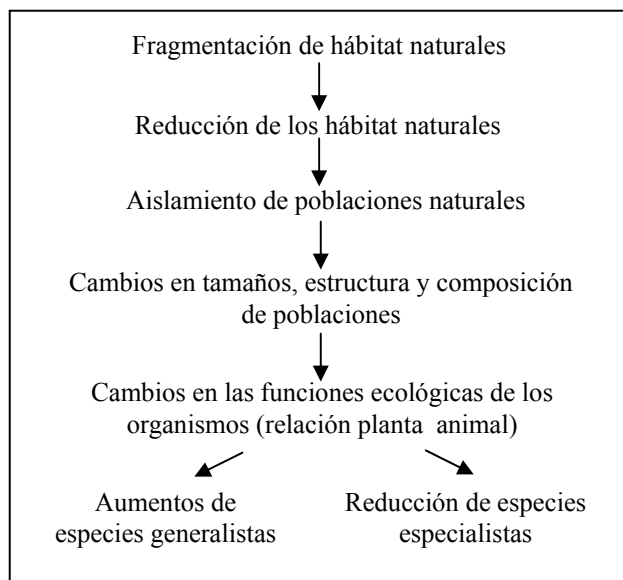 Fragmentación de hábitat naturales
Reducción de los hábitat naturales
Aislamiento de poblaciones naturales
Cambios en tamaños, estructura y composición
de poblaciones
Cambios en las funciones ecológicas de los
organismos (relación planta  animal)
Aumentos de
especies generalistas
Reducción de especies
especialistas